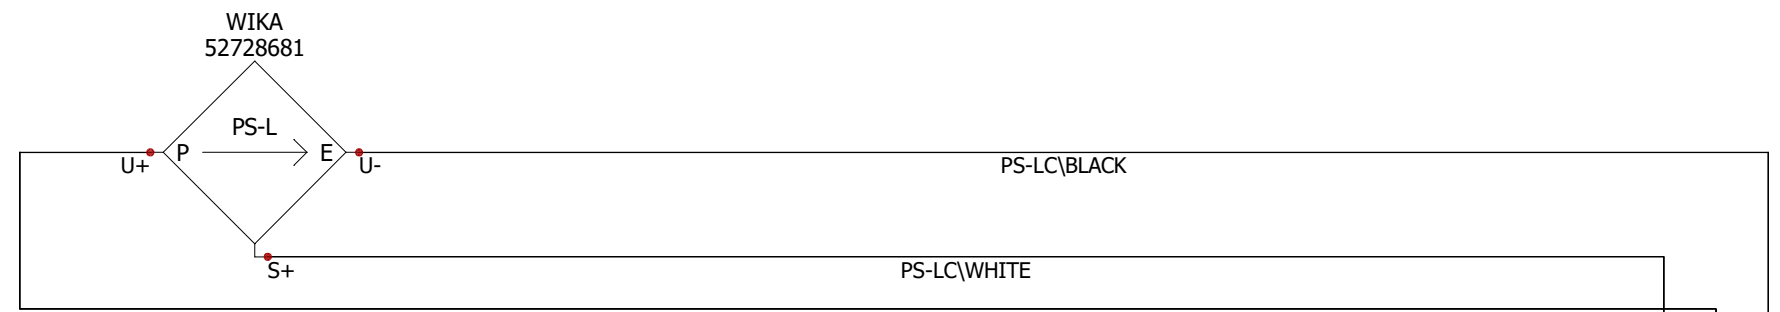 WIKA
52728681
PS-L
P
E
U+
U-
PS-LC\BLACK
S+
PS-LC\WHITE